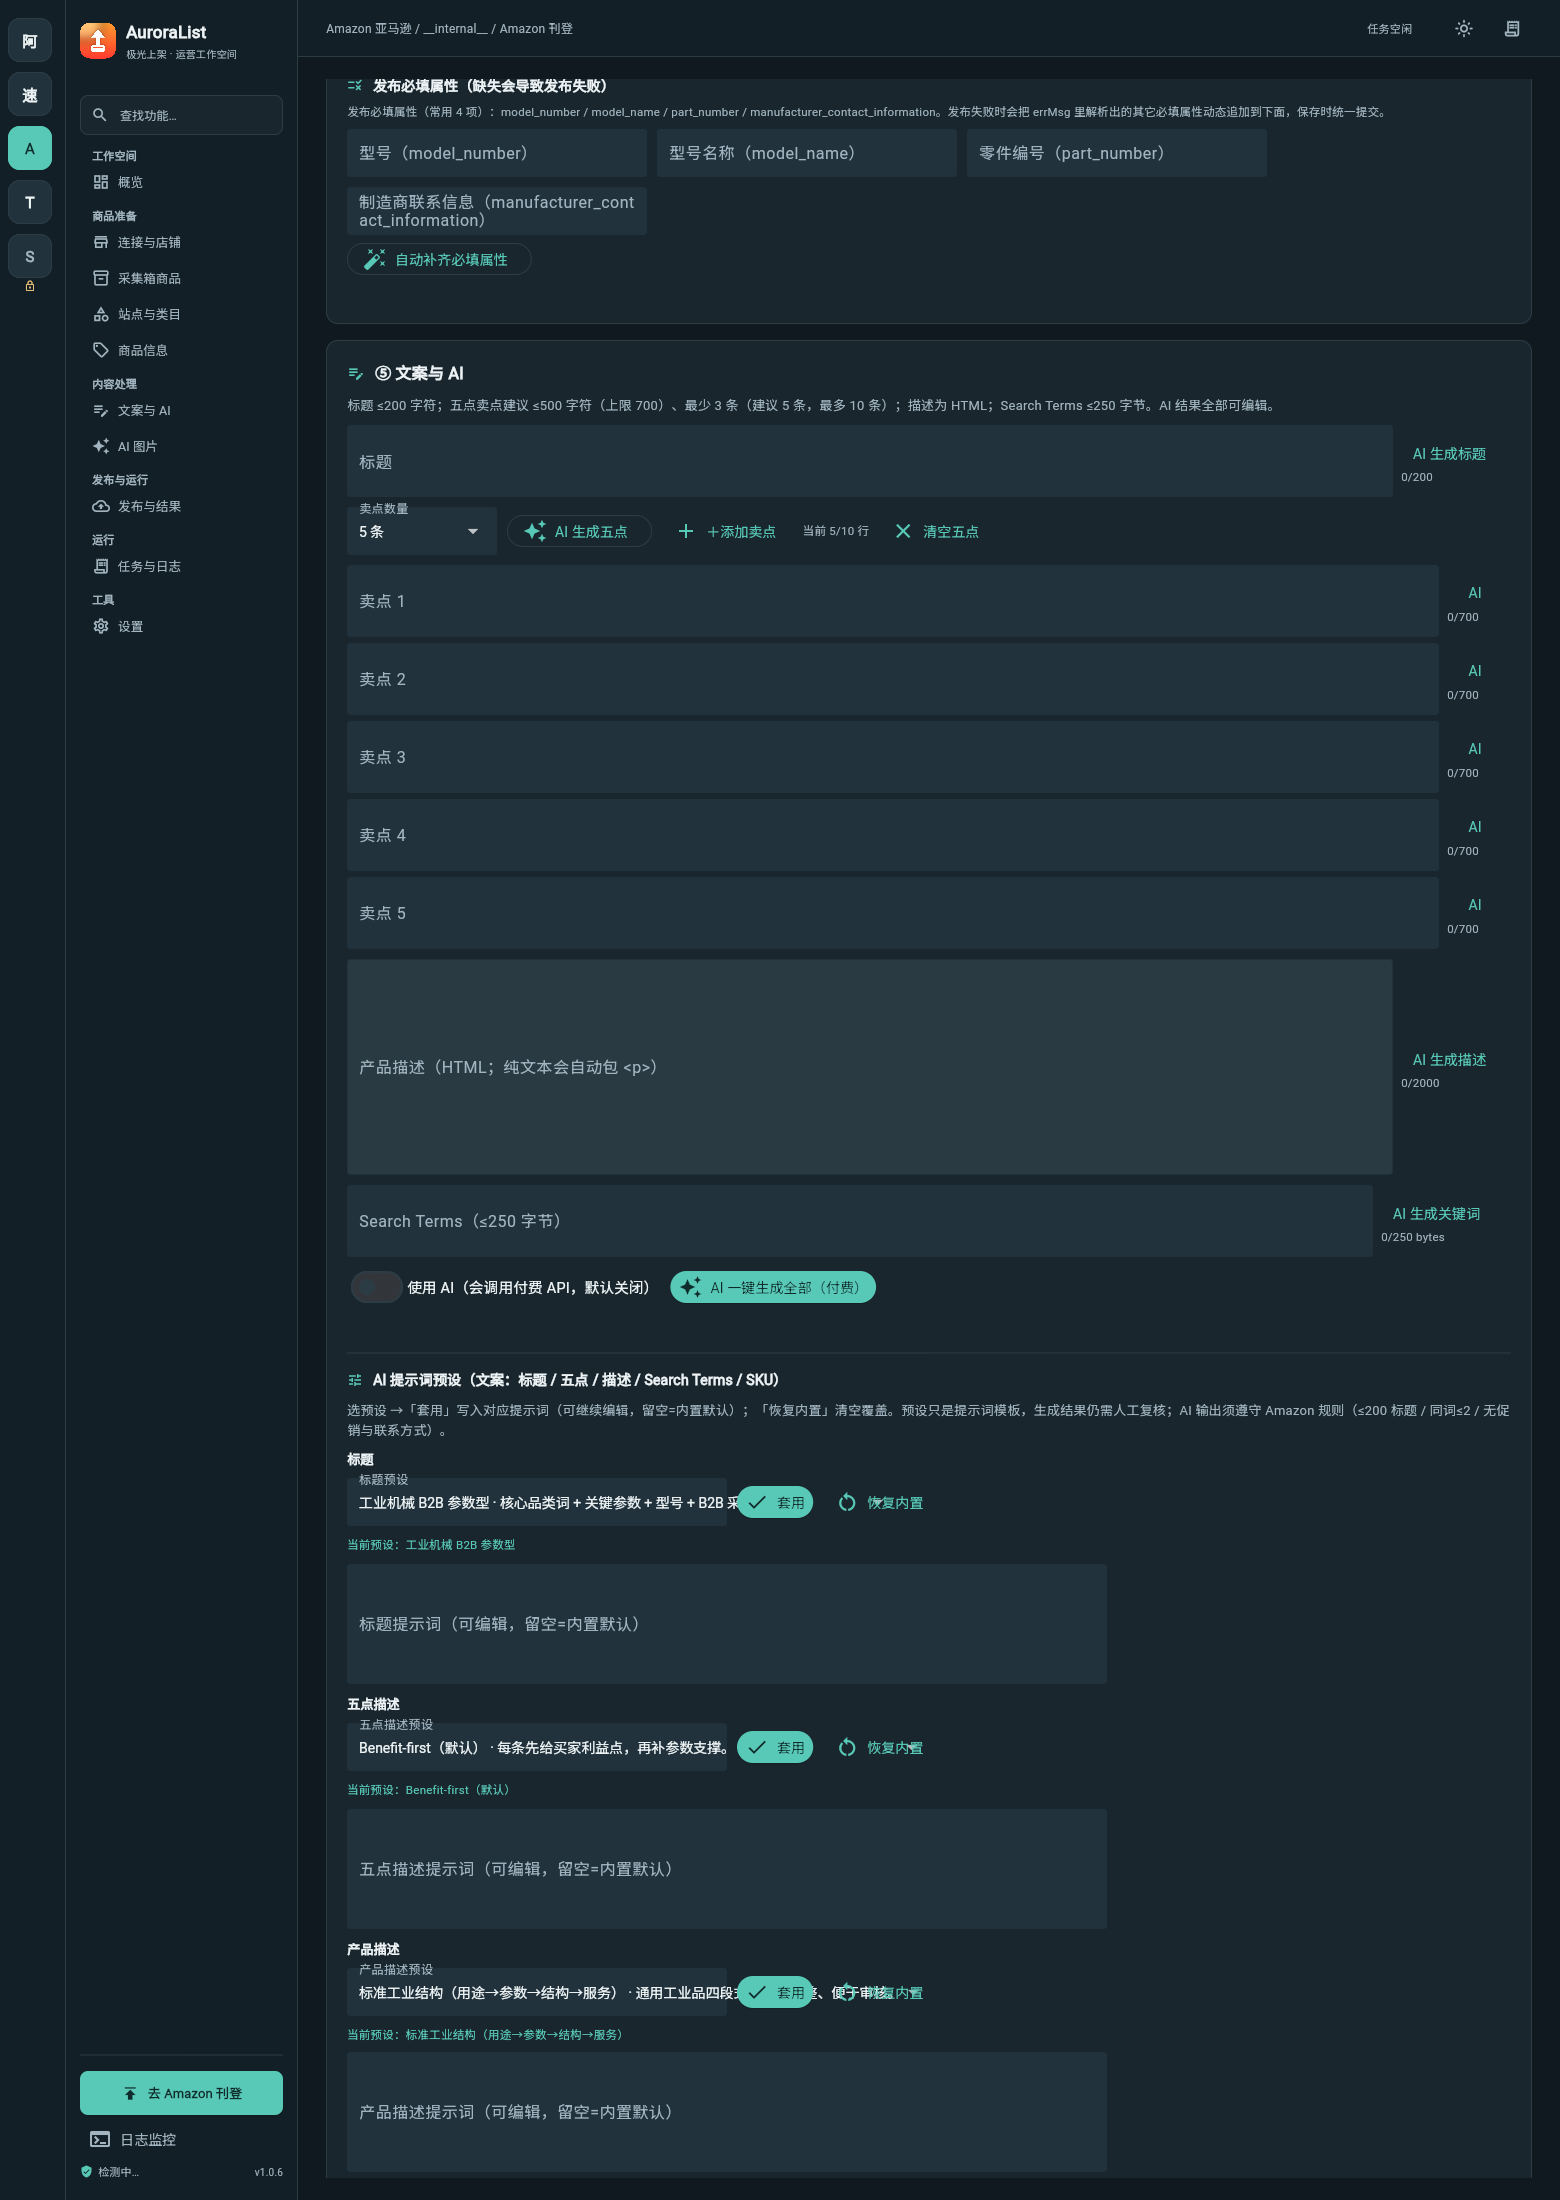 阿
速
A
T
S
AuroraList
极光上架 · 运营工作空间
查找功能...
工作空间
概览
商品准备
连接与店铺
采集箱商品
站点与类目
商品信息
内容处理
文案与 AI
AI 图片
发布与运行
发布与结果
运行
任务与日志
工具
设置
去 Amazon 刊登
日志监控
检测中...
v1.0.6
Amazon 亚马逊 / __internal__ / Amazon 刊登
任务空闲
发布必填属性（缺失会导致发布失败）
发布必填属性（常用 4 项）：model_number / model_name / part_number / manufacturer_contact_information。发布失败时会把 errMsg 里解析出的其它必填属性动态追加到下面，保存时统一提交。
型号（model_number）
型号名称（model_name）
零件编号（part_number）
制造商联系信息（manufacturer_cont
act_information）
自动补齐必填属性
⑤ 文案与 AI
标题 ≤200 字符；五点卖点建议 ≤500 字符（上限 700）、最少 3 条（建议 5 条，最多 10 条）；描述为 HTML；Search Terms ≤250 字节。AI 结果全部可编辑。
标题
AI 生成标题
0/200
卖点数量
5 条
AI 生成五点
＋添加卖点
当前 5/10 行
清空五点
卖点 1
AI
0/700
卖点 2
AI
0/700
卖点 3
AI
0/700
卖点 4
AI
0/700
卖点 5
AI
0/700
产品描述（HTML；纯文本会自动包 <p>）
AI 生成描述
0/2000
Search Terms（≤250 字节）
AI 生成关键词
0/250 bytes
使用 AI（会调用付费 API，默认关闭）
AI 一键生成全部（付费）
AI 提示词预设（文案：标题 / 五点 / 描述 / Search Terms / SKU）
选预设 →「套用」写入对应提示词（可继续编辑，留空=内置默认）；「恢复内置」清空覆盖。预设只是提示词模板，生成结果仍需人工复核；AI 输出须遵守 Amazon 规则（≤200 标题 / 同词≤2 / 无促
销与联系方式）。
标题
标题预设
工业机械 B2B 参数型 · 核心品类词 + 关键参数 + 型号 + B2B 采
套用
恢复内置
当前预设：工业机械 B2B 参数型
标题提示词（可编辑，留空=内置默认）
五点描述
五点描述预设
Benefit-first（默认） · 每条先给买家利益点，再补参数支撑。
套用
恢复内置
当前预设：Benefit-first（默认）
五点描述提示词（可编辑，留空=内置默认）
产品描述
产品描述预设
标准工业结构（用途→参数→结构→服务） · 通用工业品四段
套用
、便于审核。
恢复内置
当前预设：标准工业结构（用途→参数→结构→服务）
产品描述提示词（可编辑，留空=内置默认）